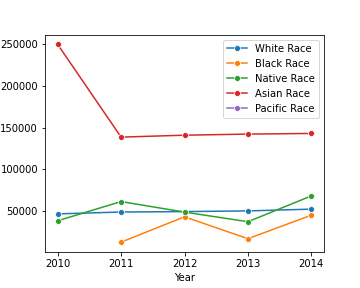 250000
200000
150000
100000
50000
White Race
Black Race
Native Race
Asian Race
Pacific Race
2010 2011 2012 2013 2014
Year